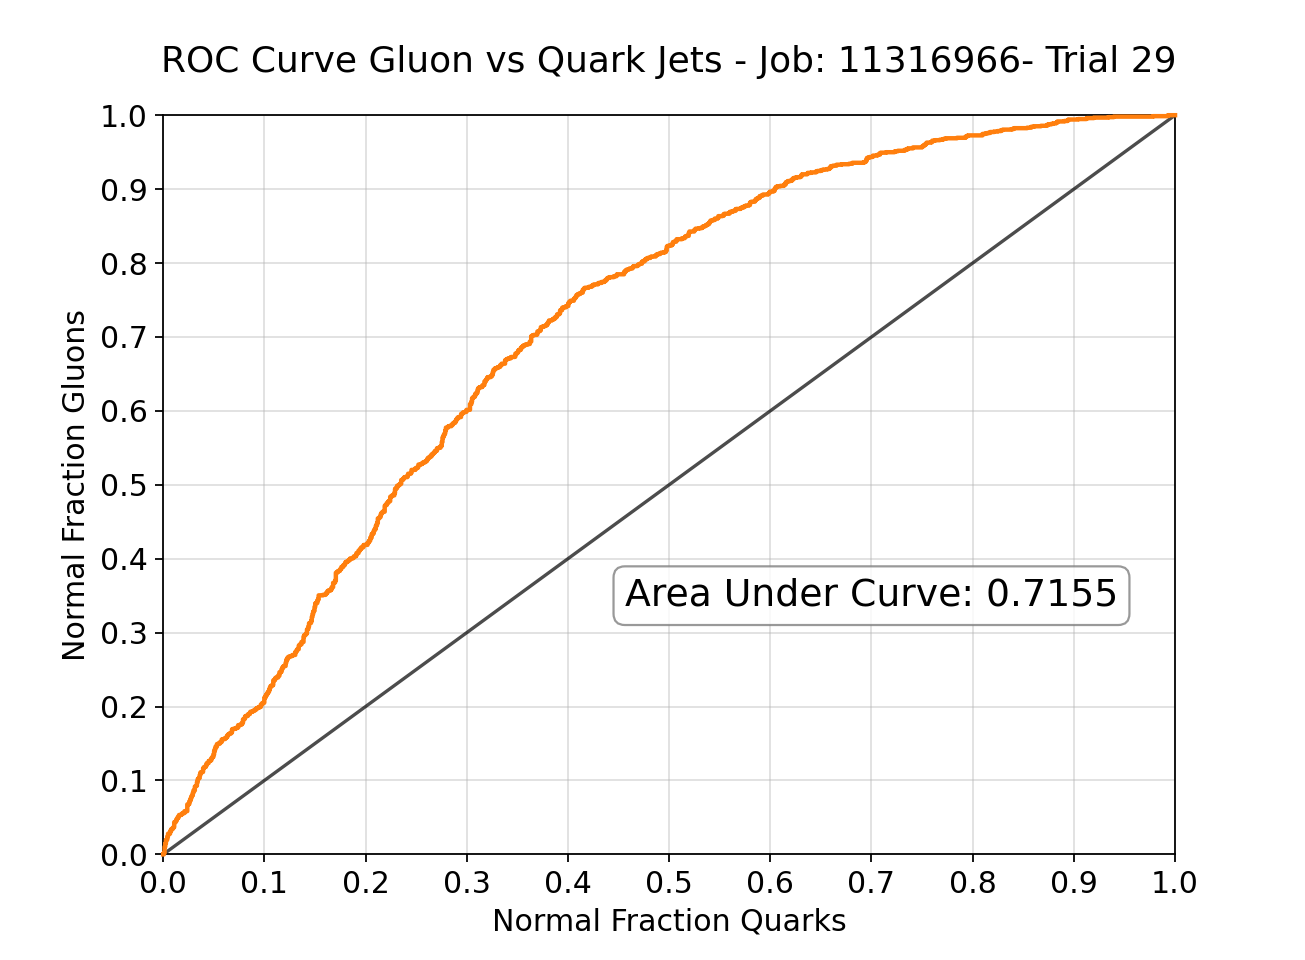 ROC Curve Gluon vs Quark Jets - Job: 11316966- Trial 29
1.0
0.9
0.8
0.7
0.6
0.5
0.4
0.3
0.2
0.1
0.0
Normal Fraction Gluons
Area Under Curve: 0.7155
0.0 0.1 0.2 0.3 0.4 0.5 0.6 0.7 0.8 0.9 1.0
Normal Fraction Quarks